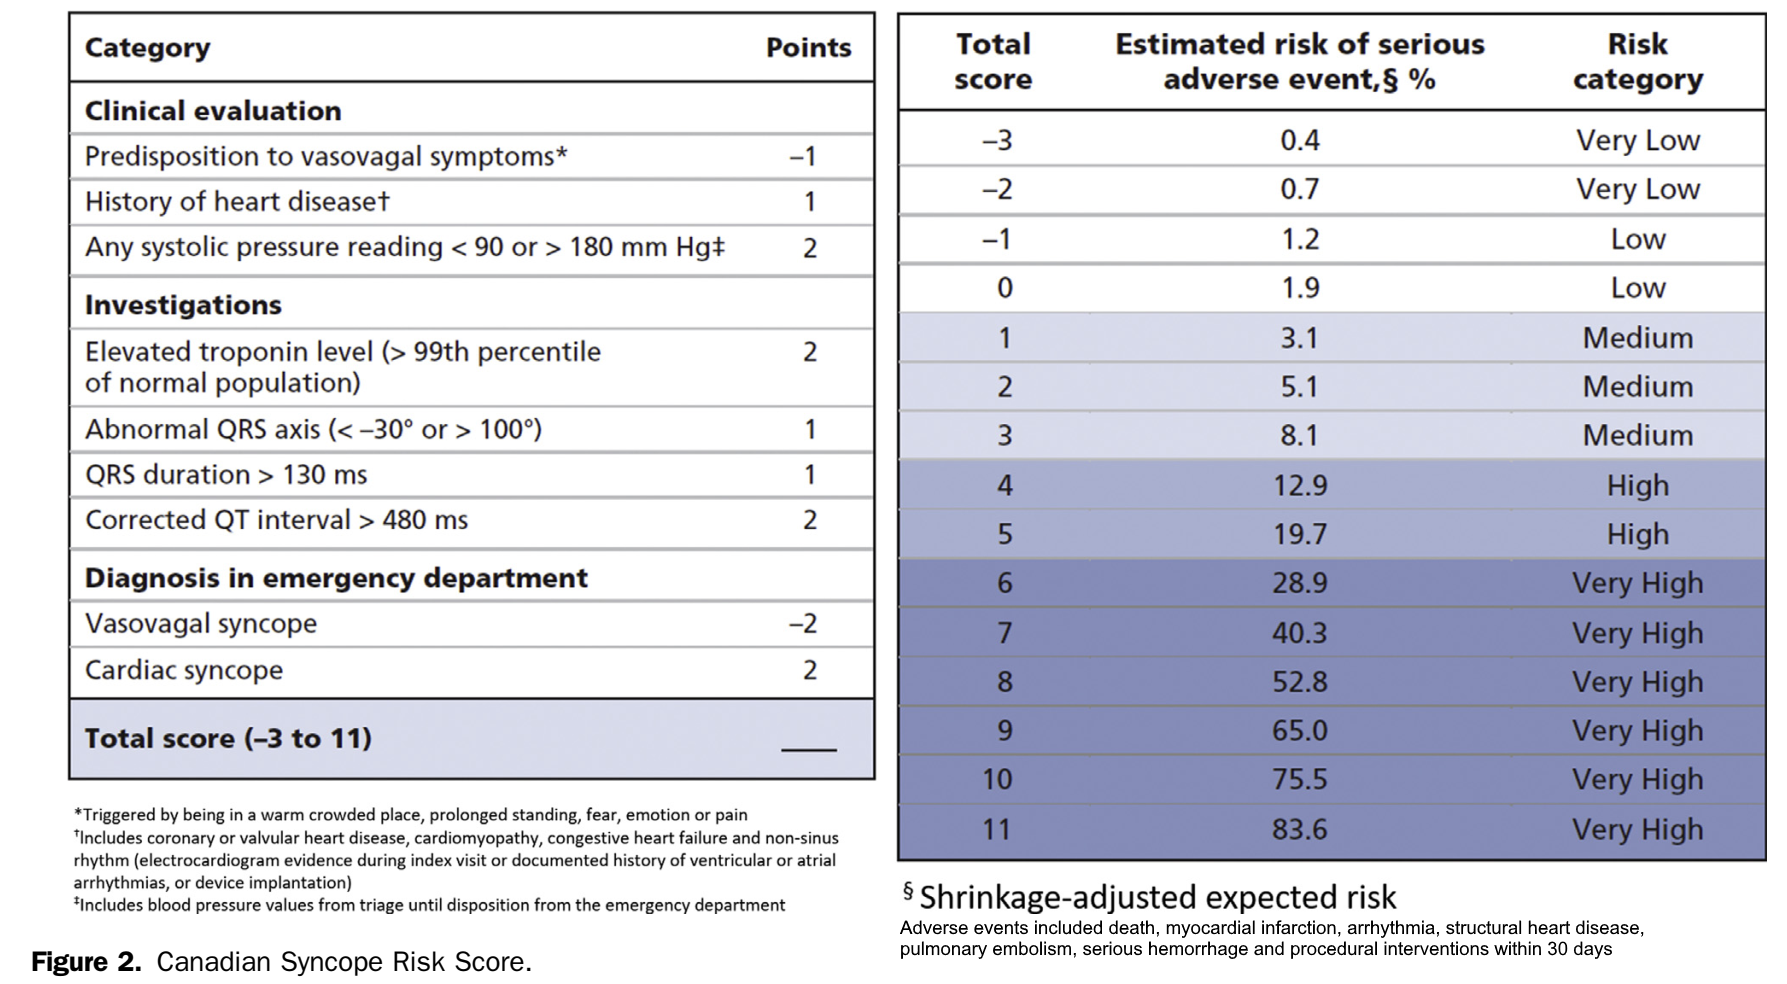 Category Points
Clinical evaluation
Predisposition to vasovagal symptoms* –1
History of heart disease† 1
Any systolic pressure reading < 90 or > 180 mm Hg‡ 2
Investigations
Elevated troponin level (> 99th percentile 2
of normal population)
Abnormal QRS axis (< –30° or > 100°) 1
QRS duration > 130 ms 1
Corrected QT interval > 480 ms 2
Diagnosis in emergency department
Vasovagal syncope –2
Cardiac syncope 2
Total score (–3 to 11) ___
*Triggered by being in a warm crowded place, prolonged standing, fear, emotion or pain
†Includes coronary or valvular heart disease, cardiomyopathy, congestive heart failure and non-sinus
rhythm (electrocardiogram evidence during index visit or documented history of ventricular or atrial
arrhythmias, or device implantation)
‡Includes blood pressure values from triage until disposition from the emergency department
Total Estimated risk of serious Risk
score adverse event,§ % category
–3 0.4 Very Low
–2 0.7 Very Low
–1 1.2 Low
0 1.9 Low
1 3.1 Medium
2 5.1 Medium
3 8.1 Medium
4 12.9 High
5 19.7 High
6 28.9 Very High
7 40.3 Very High
8 52.8 Very High
9 65.0 Very High
10 75.5 Very High
11 83.6 Very High
§ Shrinkage-adjusted expected risk
Adverse events included death, myocardial infarction, arrhythmia, structural heart disease,
pulmonary embolism, serious hemorrhage and procedural interventions within 30 days
Figure 2. Canadian Syncope Risk Score.